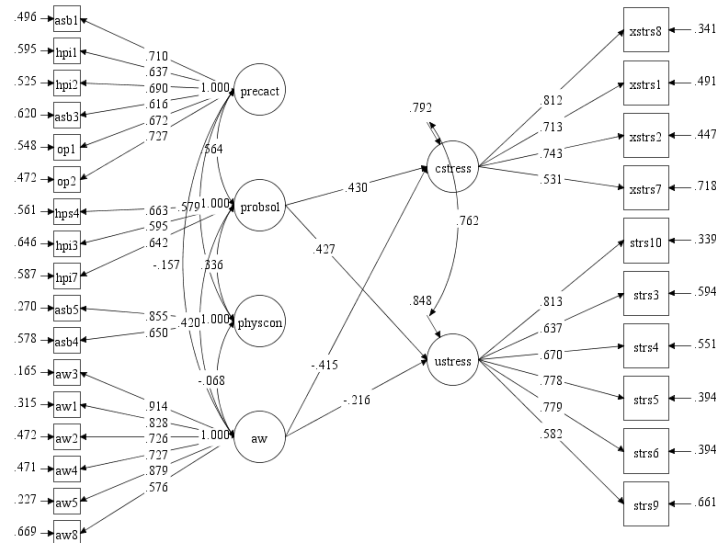 .496 asb1
.595 hpi1
.525 hpi2
.620 asb3
.548 op1
.472 op2
.561 hps4
.646 hpi3
.587 hpi7
.270 asb5
.578 asb4
.165 aw3
.315 aw1
.472 aw2
.471 aw4
.227 aw5
.669 aw8
.710
.637
.690
.616
.672
.727
.663
.595
.642
.855
.650
.914
.828
.726
.727
.879
.576
1.000 precact
1.000 probsol
1.000 physcon
1.000 aw
.564
.579
-.157
.336
.420
-.068
.430
.427
-.415
-.216
.792
cstress
.762
.848
ustress
.812
.713
.743
.531
.813
.637
.670
.778
.779
.582
xstrs8 .341
xstrs1 .491
xstrs2 .447
xstrs7 .718
strs10 .339
strs3 .594
strs4 .551
strs5 .394
strs6 .394
strs9 .661